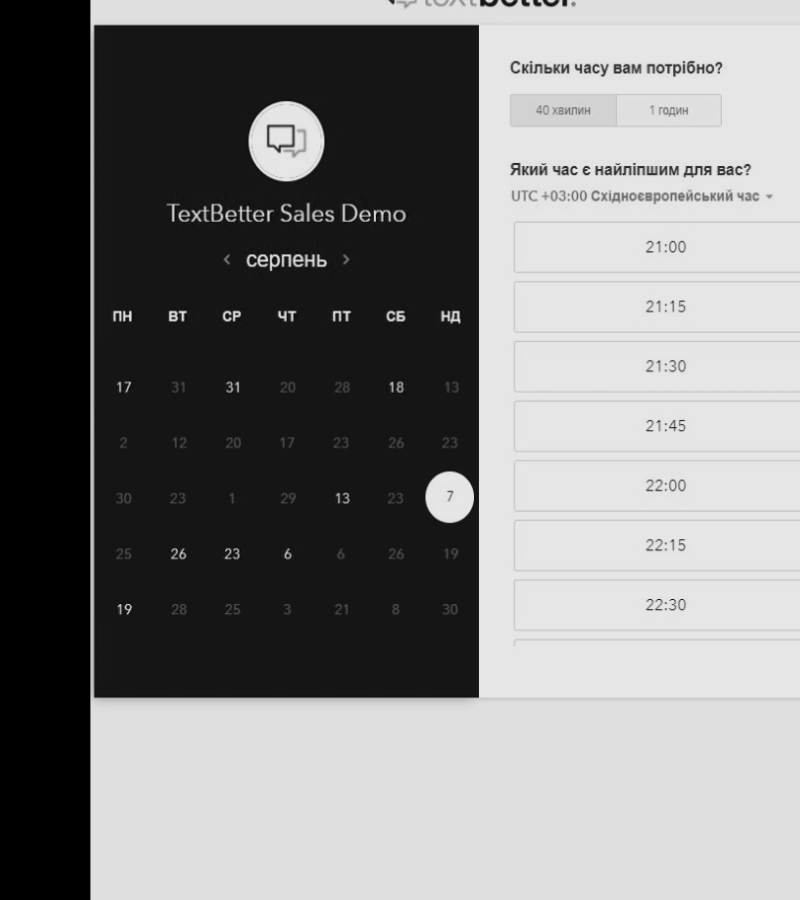 textbetter.
TextBetter Sales Demo
< серпень >
ПН ВТ СР ЧТ ПТ СБ НД
17 31 31 20 28 18 13
2 12 20 17 23 26 23
30 23 1 29 13 23 7
25 26 23 6 6 26 19
19 28 25 3 21 8 30
Скільки часу вам потрібно?
40 хвилин 1 годин
Який час є найліпшим для вас?
UTC +03:00 Східноєвропейський час
21:00
21:15
21:30
21:45
22:00
22:15
22:30